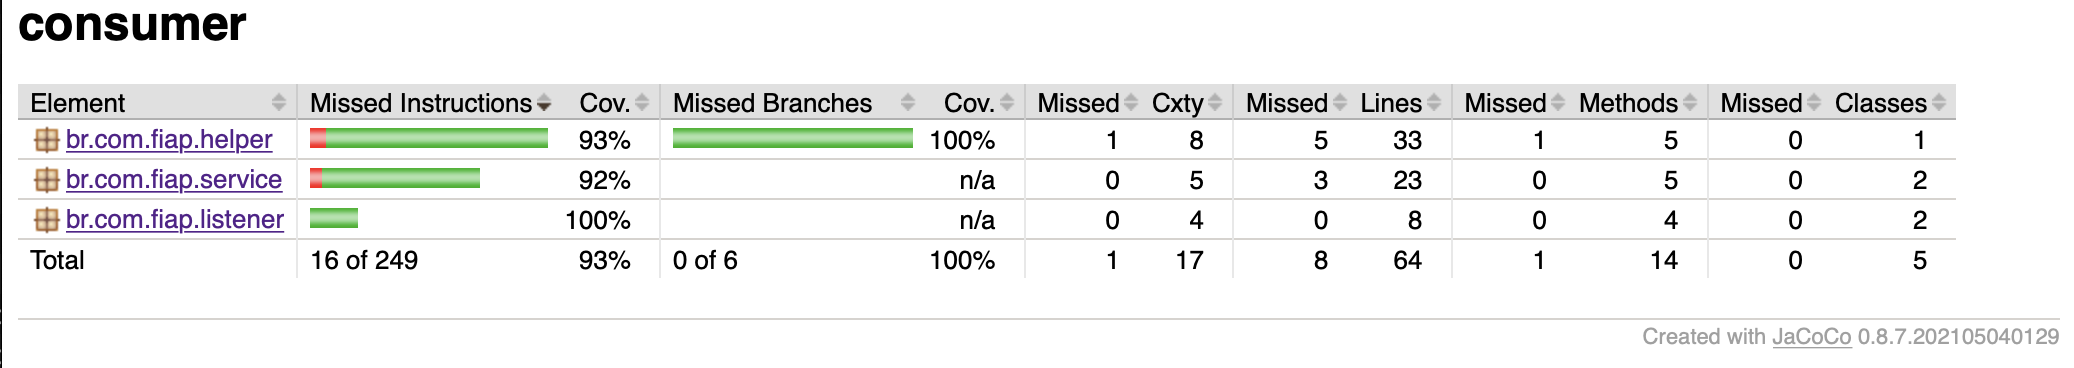 consumer
Element Missed Instructions Cov. Missed Branches Cov. Missed Cxty Missed Lines Missed Methods Missed Classes
br.com.fiap.helper 93% 100% 1 8 5 33 1 5 0 1
br.com.fiap.service 92% n/a 0 5 3 23 0 5 0 2
br.com.fiap.listener 100% n/a 0 4 0 8 0 4 0 2
Total 16 of 249 93% 0 of 6 100% 1 17 8 64 1 14 0 5
Created with JaCoCo 0.8.7.202105040129